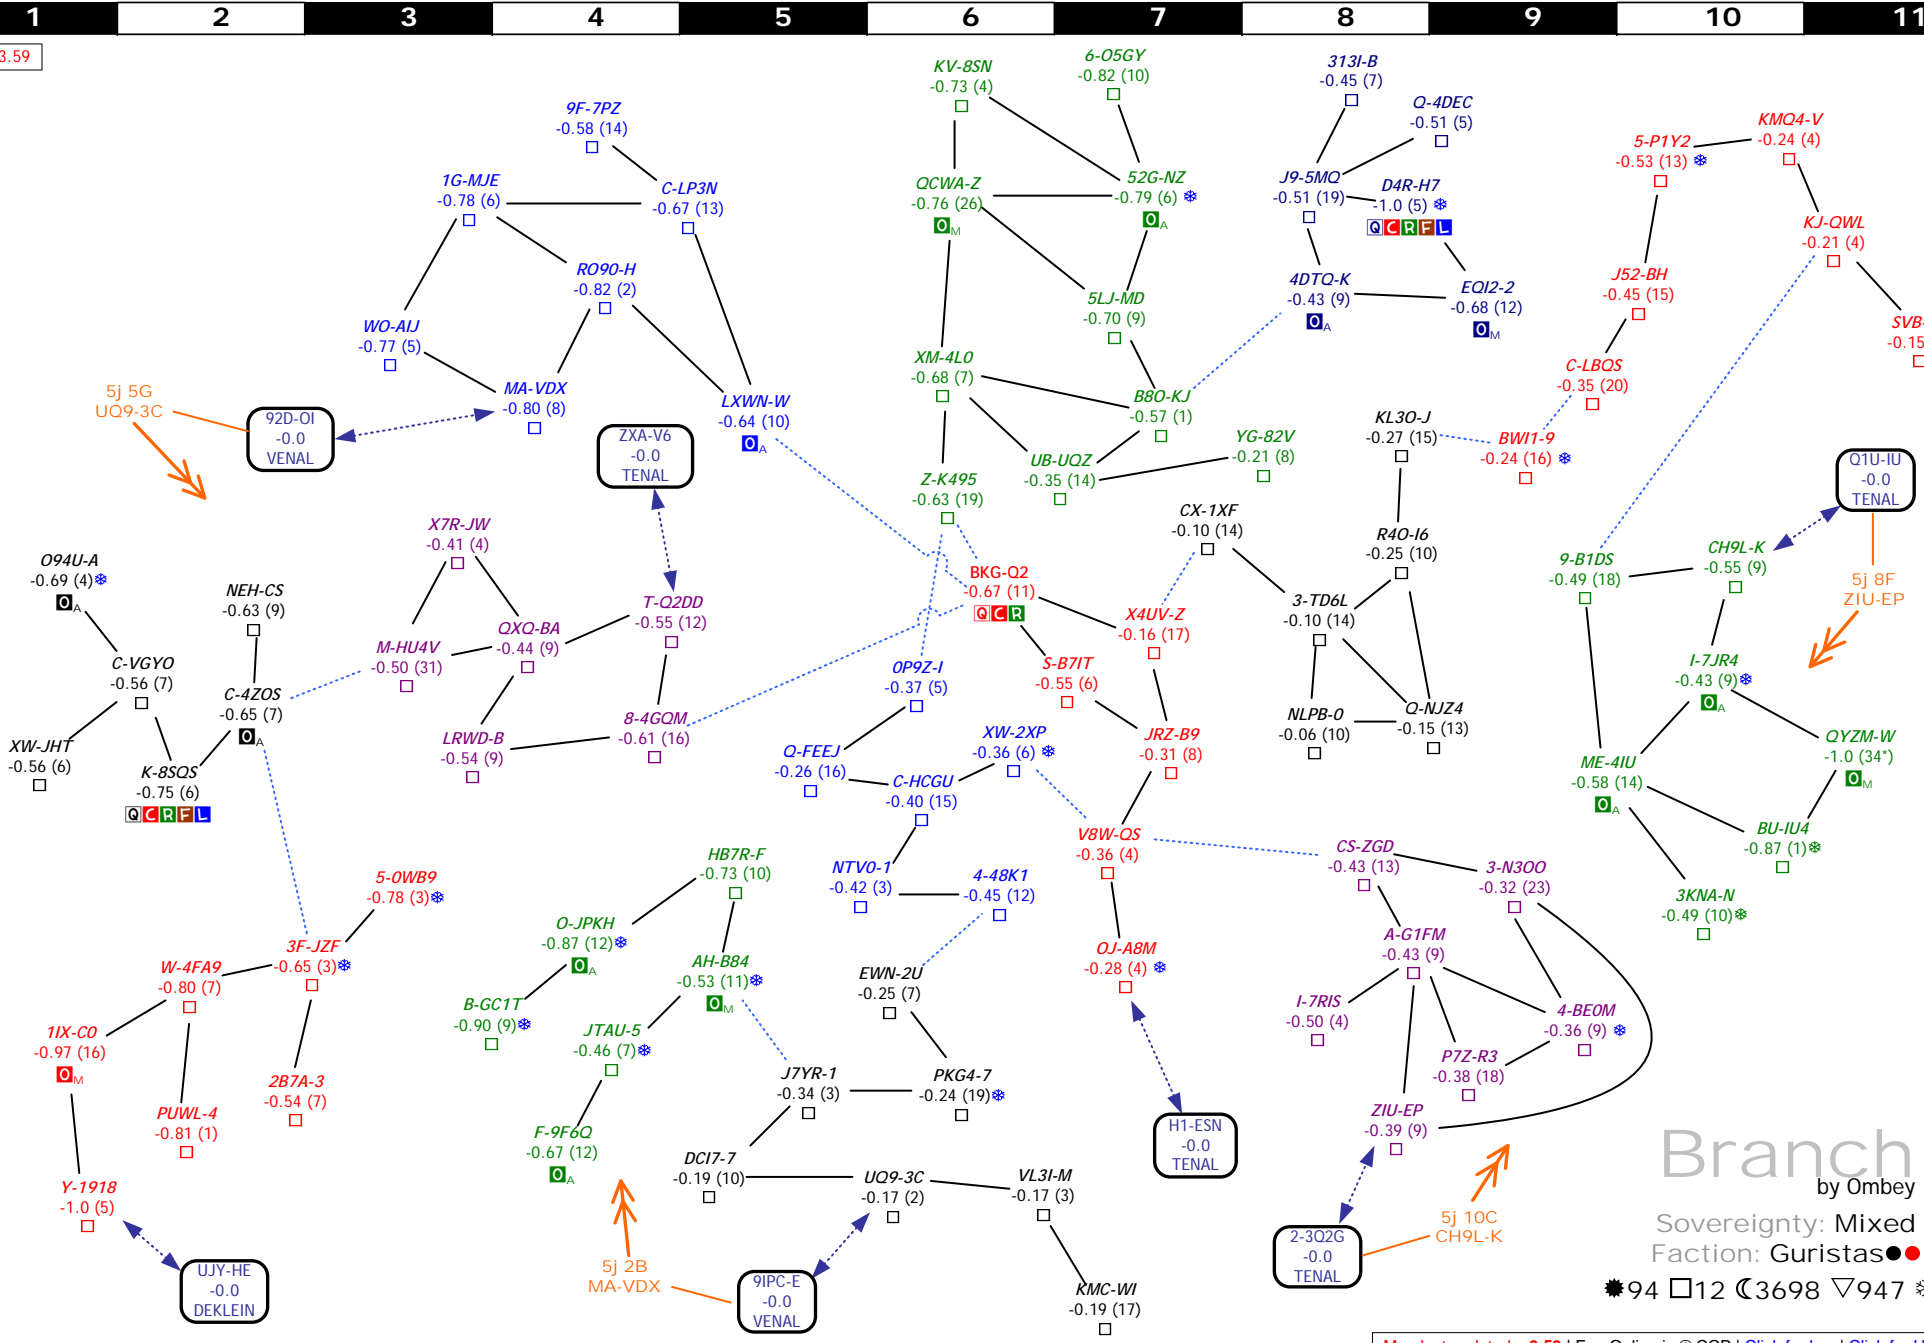 1 2 3 4 5 6 7 8 9 10 11
3.59
KV-8SN
-0.73 (4)
6-O5GY
-0.82 (10)
313I-B
-0.45 (7)
9F-7PZ
-0.58 (14)
Q-4DEC
-0.51 (5)
5-P1Y2
-0.53 (13)
KMQ4-V
-0.24 (4)
1G-MJE
-0.78 (6)
C-LP3N
-0.67 (13)
QCWA-Z
-0.76 (26)
0M
52G-NZ
-0.79 (6)
0A
J9-5MQ
-0.51 (19)
D4R-H7
-1.0 (5)
QCRFL
KJ-QWL
-0.21 (4)
RO90-H
-0.82 (2)
5LJ-MD
-0.70 (9)
4DTQ-K
-0.43 (9)
0A
EQI2-2
-0.68 (12)
0M
J52-BH
-0.45 (15)
SVB-
-0.15
WO-AIJ
-0.77 (5)
XM-4L0
-0.68 (7)
C-LBQS
-0.35 (20)
5j 5G
UQ9-3C
92D-OI
-0.0
VENAL
MA-VDX
-0.80 (8)
LXWN-W
-0.64 (10)
0A
B8O-KJ
-0.57 (1)
KL3O-J
-0.27 (15)
BWI1-9
-0.24 (16)
ZXA-V6
-0.0
TENAL
YG-82V
-0.21 (8)
UB-UQZ
-0.35 (14)
Z-K495
-0.63 (19)
Q1U-IU
-0.0
TENAL
X7R-JW
-0.41 (4)
CX-1XF
-0.10 (14)
R4O-I6
-0.25 (10)
9-B1DS
-0.49 (18)
CH9L-K
-0.55 (9)
O94U-A
-0.69 (4)
0A
NEH-CS
-0.63 (9)
T-Q2DD
-0.55 (12)
BKG-Q2
-0.67 (11)
QCR
X4UV-Z
-0.16 (17)
3-TD6L
-0.10 (14)
5j 8F
ZIU-EP
QXQ-BA
-0.44 (9)
M-HU4V
-0.50 (31)
C-VGYO
-0.56 (7)
C-4ZOS
-0.65 (7)
0A
0P9Z-I
-0.37 (5)
S-B7IT
-0.55 (6)
I-7JR4
-0.43 (9)
0A
8-4GQM
-0.61 (16)
LRWD-B
-0.54 (9)
XW-JHT
-0.56 (6)
K-8SQS
-0.75 (6)
QCRFL
Q-FEEJ
-0.26 (16)
XW-2XP
-0.36 (6)
JRZ-B9
-0.31 (8)
NLPB-0
-0.06 (10)
Q-NJZ4
-0.15 (13)
QYZM-W
-1.0 (34*)
0M
ME-4IU
-0.58 (14)
0A
C-HCGU
-0.40 (15)
V8W-QS
-0.36 (4)
CS-ZGD
-0.43 (13)
BU-IU4
-0.87 (1)
HB7R-F
-0.73 (10)
NTV0-1
-0.42 (3)
4-48K1
-0.45 (12)
3-N3OO
-0.32 (23)
5-0WB9
-0.78 (3)
3KNA-N
-0.49 (10)
O-JPKH
-0.87 (12)
0A
3F-JZF
-0.65 (3)
W-4FA9
-0.80 (7)
AH-B84
-0.53 (11)
0M
EWN-2U
-0.25 (7)
OJ-A8M
-0.28 (4)
A-G1FM
-0.43 (9)
B-GC1T
-0.90 (9)
JTAU-5
-0.46 (7)
I-7RIS
-0.50 (4)
4-BE0M
-0.36 (9)
1IX-C0
-0.97 (16)
0M
2B7A-3
-0.54 (7)
J7YR-1
-0.34 (3)
PKG4-7
-0.24 (19)
P7Z-R3
-0.38 (18)
PUWL-4
-0.81 (1)
F-9F6Q
-0.67 (12)
0A
H1-ESN
-0.0
TENAL
ZIU-EP
-0.39 (9)
Branch
by Ombey
DCI7-7
-0.19 (10)
UQ9-3C
-0.17 (2)
VL3I-M
-0.17 (3)
Y-1918
-1.0 (5)
Sovereignty: Mixed
5j 10C
CH9L-K
2-3Q2G
-0.0
TENAL
Faction: Guristas
5j 2B
MA-VDX
UJY-HE
-0.0
DEKLEIN
9IPC-E
-0.0
VENAL
KMC-WI
-0.19 (17)
94 12 3698 947